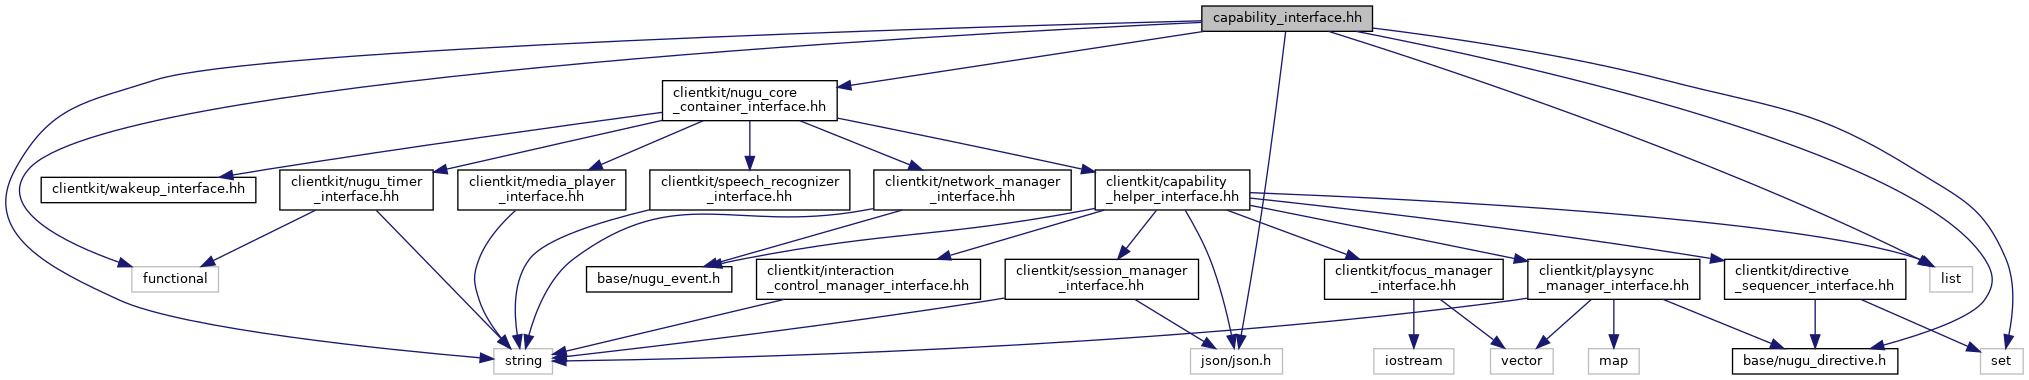 capability_interface.hh
clientkit/nugu_core
_container_interface.hh
clientkit/wakeup_interface.hh
clientkit/nugu_timer
_interface.hh
clientkit/media_player
_interface.hh
clientkit/speech_recognizer
_interface.hh
clientkit/network_manager
_interface.hh
clientkit/capability
_helper_interface.hh
functional
base/nugu_event.h
clientkit/interaction
_control_manager_interface.hh
clientkit/session_manager
_interface.hh
clientkit/focus_manager
_interface.hh
clientkit/playsync
_manager_interface.hh
clientkit/directive
_sequencer_interface.hh
list
string
json/json.h
iostream
vector
map
base/nugu_directive.h
set